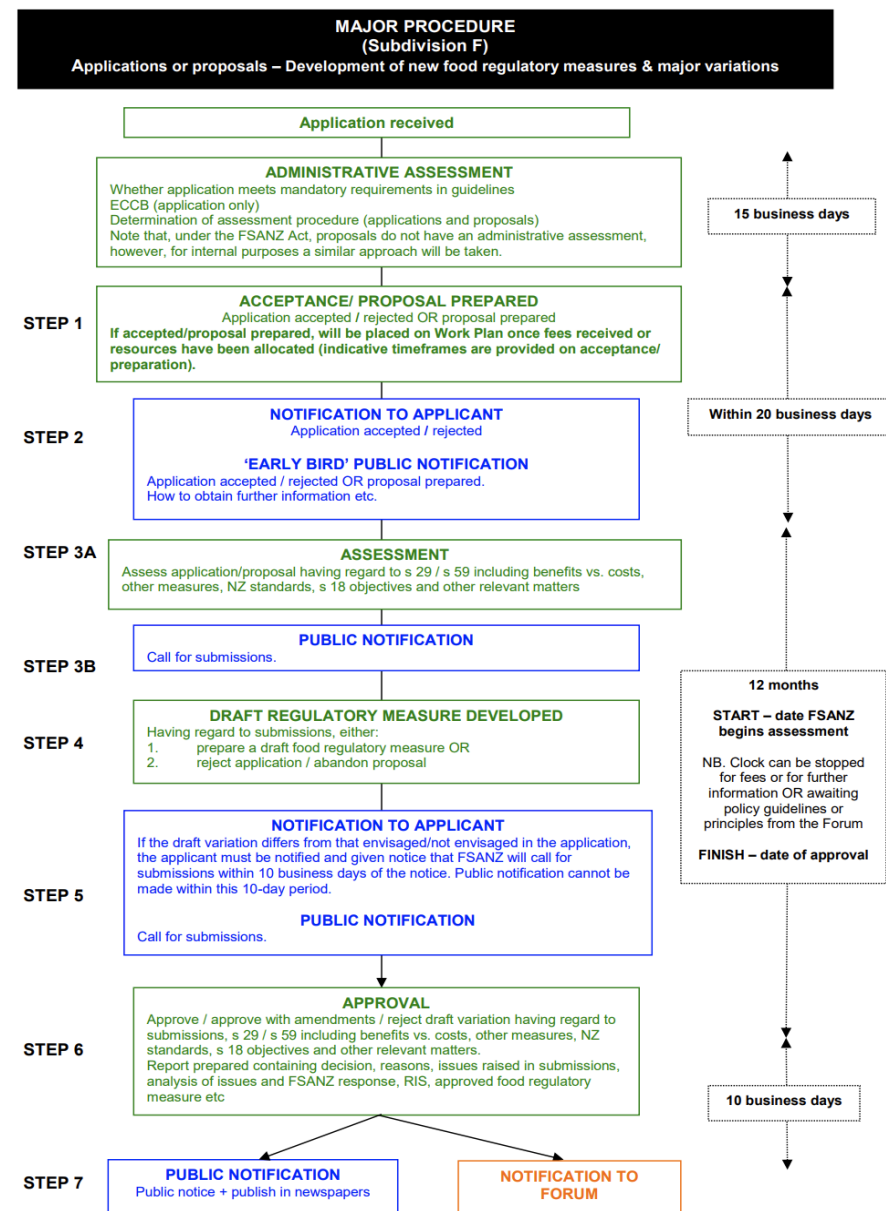 MAJOR PROCEDURE
(Subdivision F)
Applications or proposals – Development of new food regulatory measures & major variations
Application received
ADMINISTRATIVE ASSESSMENT
Whether application meets mandatory requirements in guidelines
ECCB (application only)
Determination of assessment procedure (applications and proposals)
Note that, under the FSANZ Act, proposals do not have an administrative assessment,
however, for internal purposes a similar approach will be taken.
15 business days
STEP 1
ACCEPTANCE/ PROPOSAL PREPARED
Application accepted / rejected OR proposal prepared
If accepted/proposal prepared, will be placed on Work Plan once fees received or
resources have been allocated (indicative timeframes are provided on acceptance/
preparation).
Within 20 business days
STEP 2
NOTIFICATION TO APPLICANT
Application accepted / rejected
‘EARLY BIRD’ PUBLIC NOTIFICATION
Application accepted / rejected OR proposal prepared.
How to obtain further information etc.
STEP 3A
ASSESSMENT
Assess application/proposal having regard to s 29 / s 59 including benefits vs. costs,
other measures, NZ standards, s 18 objectives and other relevant matters
STEP 3B
PUBLIC NOTIFICATION
Call for submissions.
STEP 4
DRAFT REGULATORY MEASURE DEVELOPED
Having regard to submissions, either:
1. prepare a draft food regulatory measure OR
2. reject application / abandon proposal
12 months
START – date FSANZ
begins assessment
NB. Clock can be stopped
for fees or for further
information OR awaiting
policy guidelines or
principles from the Forum
FINISH – date of approval
STEP 5
NOTIFICATION TO APPLICANT
If the draft variation differs from that envisaged/not envisaged in the application,
the applicant must be notified and given notice that FSANZ will call for
submissions within 10 business days of the notice. Public notification cannot be
made within this 10-day period.
PUBLIC NOTIFICATION
Call for submissions.
STEP 6
APPROVAL
Approve / approve with amendments / reject draft variation having regard to
submissions, s 29 / s 59 including benefits vs. costs, other measures, NZ
standards, s 18 objectives and other relevant matters.
Report prepared containing decision, reasons, issues raised in submissions,
analysis of issues and FSANZ response, RIS, approved food regulatory
measure etc
10 business days
STEP 7
PUBLIC NOTIFICATION
Public notice + publish in newspapers
NOTIFICATION TO
FORUM